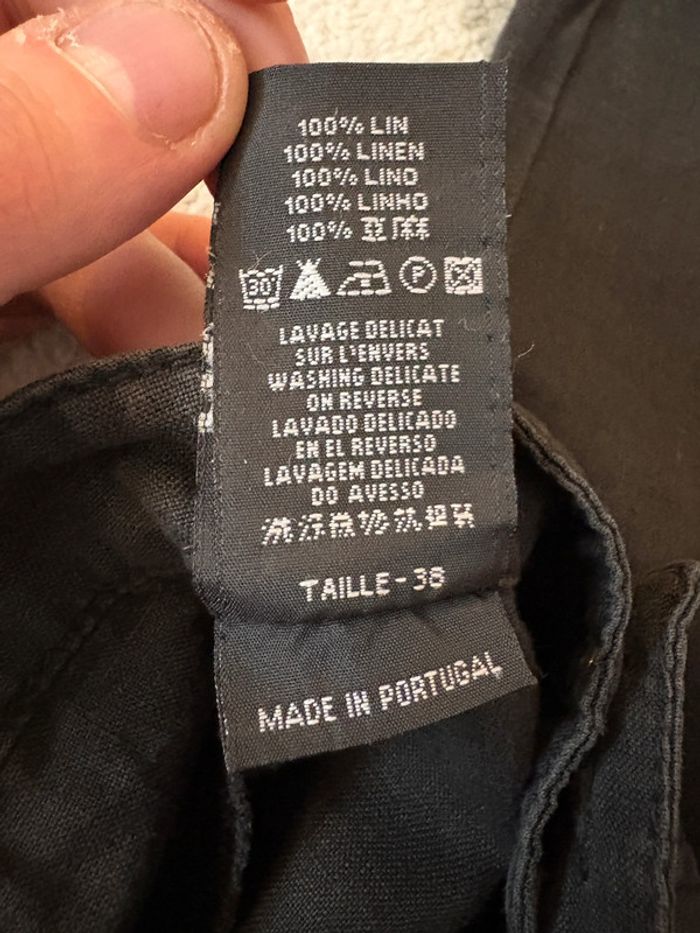 100% LIN
100% LINEN
100% LINO
100% LINHO
100%
30 P
LAVAGE DELICAT
SUR L'ENVERS
WASHING DELICATE
ON REVERSE
LAVADO DELICADO
EN EL REVERSO
LAVAGEM DELICADA
DO AVESSO
TAILLE - 38
MADE IN PORTUGAL